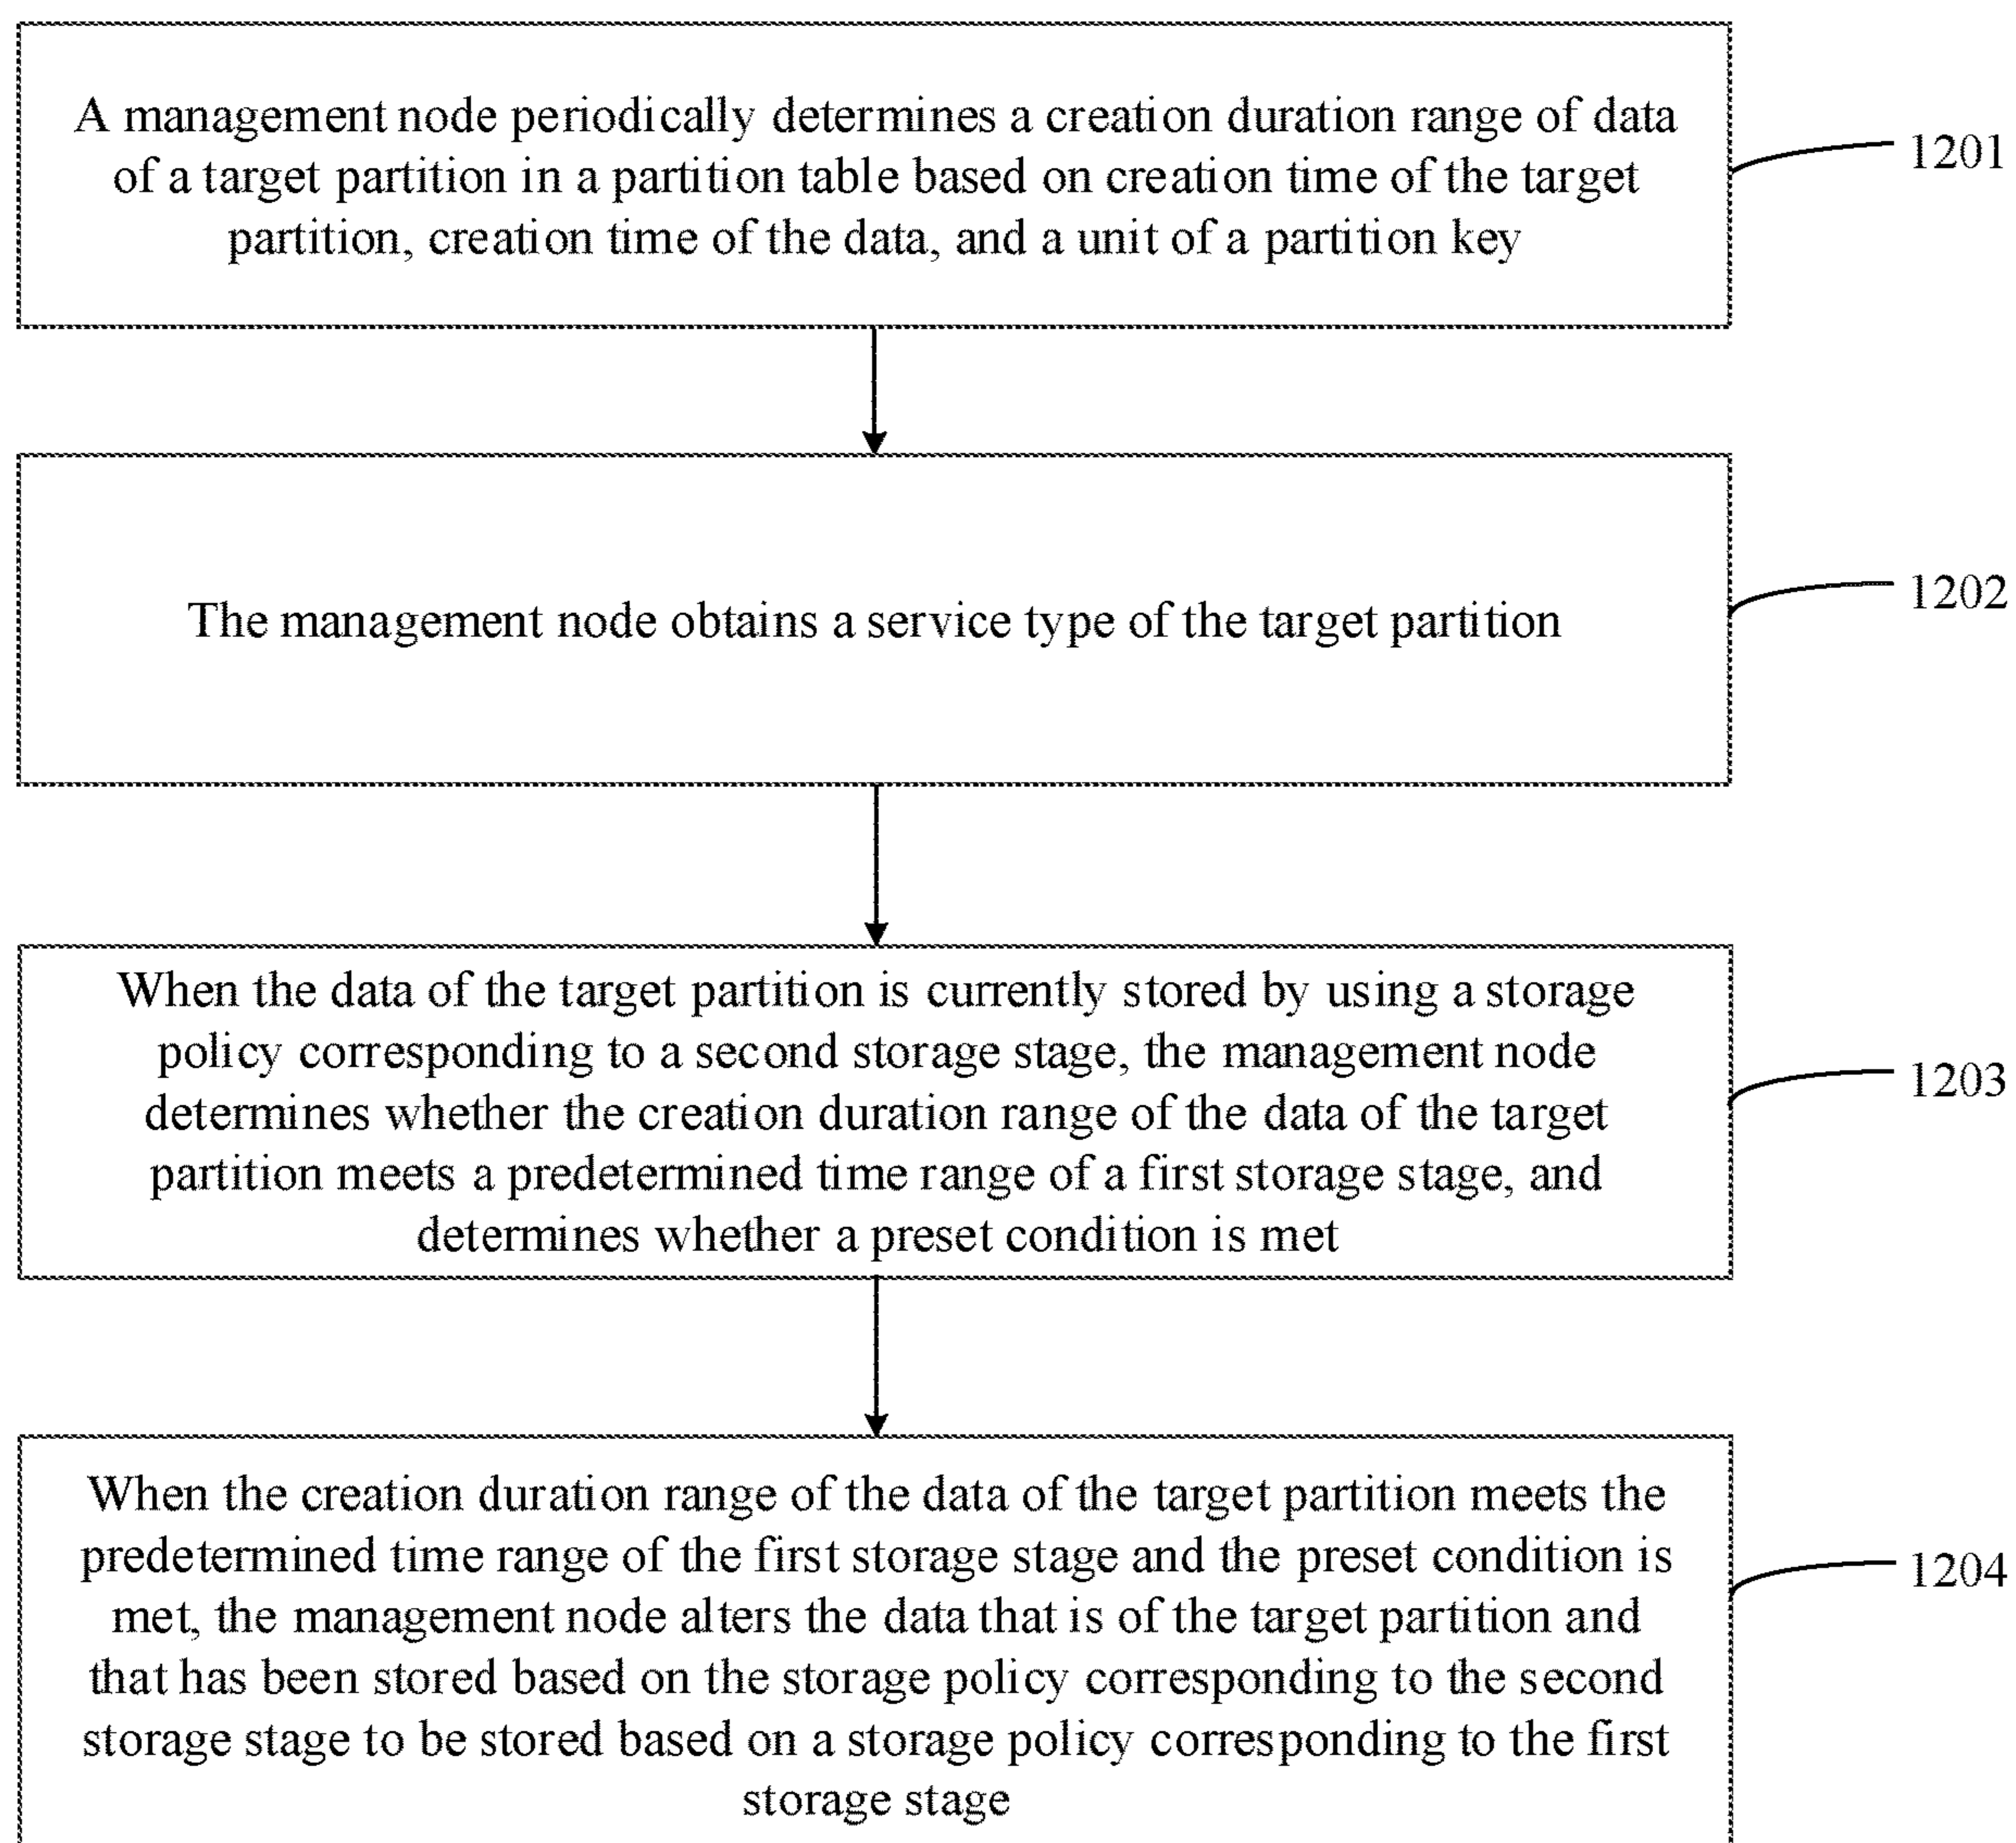 A management node periodically determines a creation duration range of data
of a target partition in a partition table based on creation time of the target
partition, creation time of the data, and a unit of a partition key
1201
The management node obtains a service type of the target partition
1202
When the data of the target partition is currently stored by using a storage
policy corresponding to a second storage stage, the management node
determines whether the creation duration range of the data of the target
partition meets a predetermined time range of a first storage stage, and
determines whether a preset condition is met
1203
When the creation duration range of the data of the target partition meets the
predetermined time range of the first storage stage and the preset condition is
met, the management node alters the data that is of the target partition and
that has been stored based on the storage policy corresponding to the second
storage stage to be stored based on a storage policy corresponding to the first
storage stage
1204